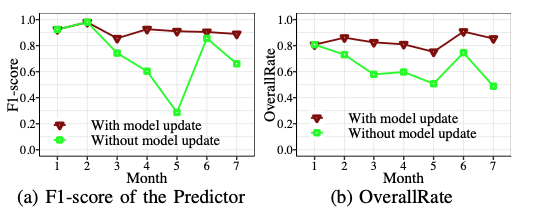 F1-score
1.0
0.8
0.6
0.4
0.2
0.0
With model update
Without model update
1 2 3 4 5 6 7
Month
(a) F1-score of the Predictor
OverallRate
1.0
0.8
0.6
0.4
0.2
0.0
With model update
Without model update
1 2 3 4 5 6 7
Month
(b) OverallRate